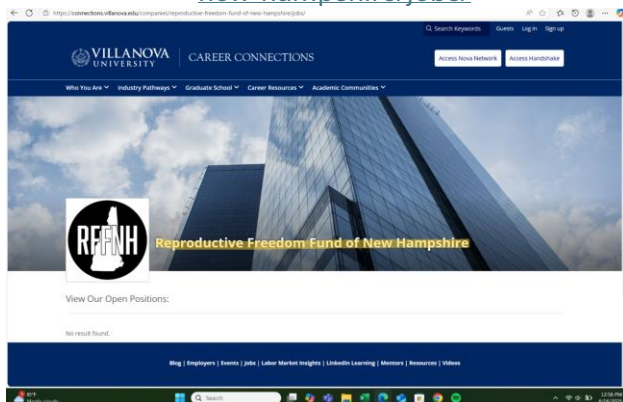 new-hampshire/jobs/
https://connections.villanova.edu/companies/reproductive-freedom-fund-of-new-hampshire/jobs/
Search Keywords Guests Log In Sign up
VILLANOVA UNIVERSITY CAREER CONNECTIONS
Access Nova Network Access Handshake
Who You Are Industry Pathways Graduate School Career Resources Academic Communities
RFFNH
Reproductive Freedom Fund of New Hampshire
View Our Open Positions:
No result found.
Blog | Employers | Events | Jobs | Labor Market Insights | LinkedIn Learning | Mentors | Resources | Videos
Search
12:56 PM